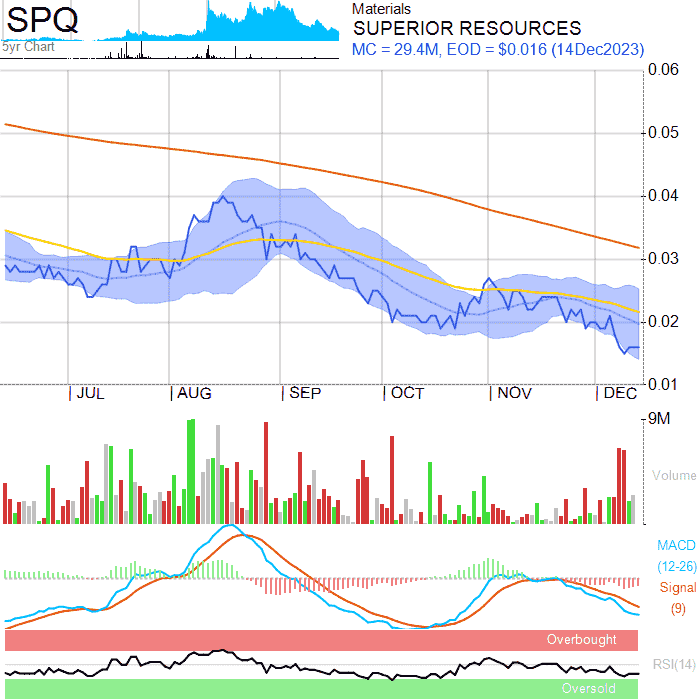 SPQ
5yr Chart
Materials
SUPERIOR RESOURCES
MC = 29.4M, EOD = $0.016 (14Dec2023)
0.06
0.05
0.04
0.03
0.02
0.01
JUL AUG SEP OCT NOV DEC
9M
Volume
MACD
(12-26)
Signal
(9)
Overbought
RSI(14)
Oversold